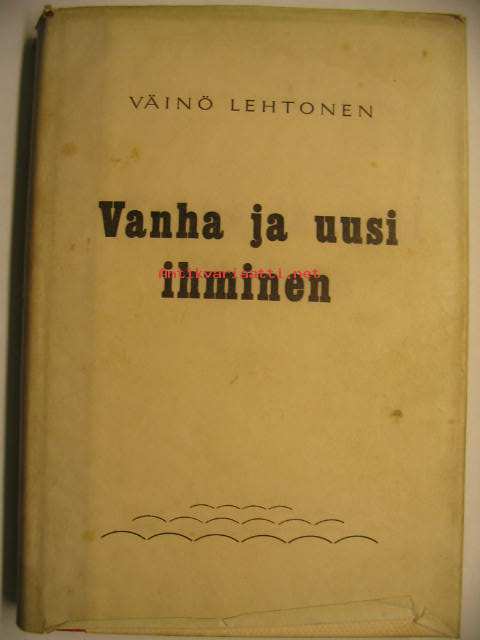 VÄINÖ LEHTONEN
Vanha ja uusi
antikvariaatti.net
ihminen